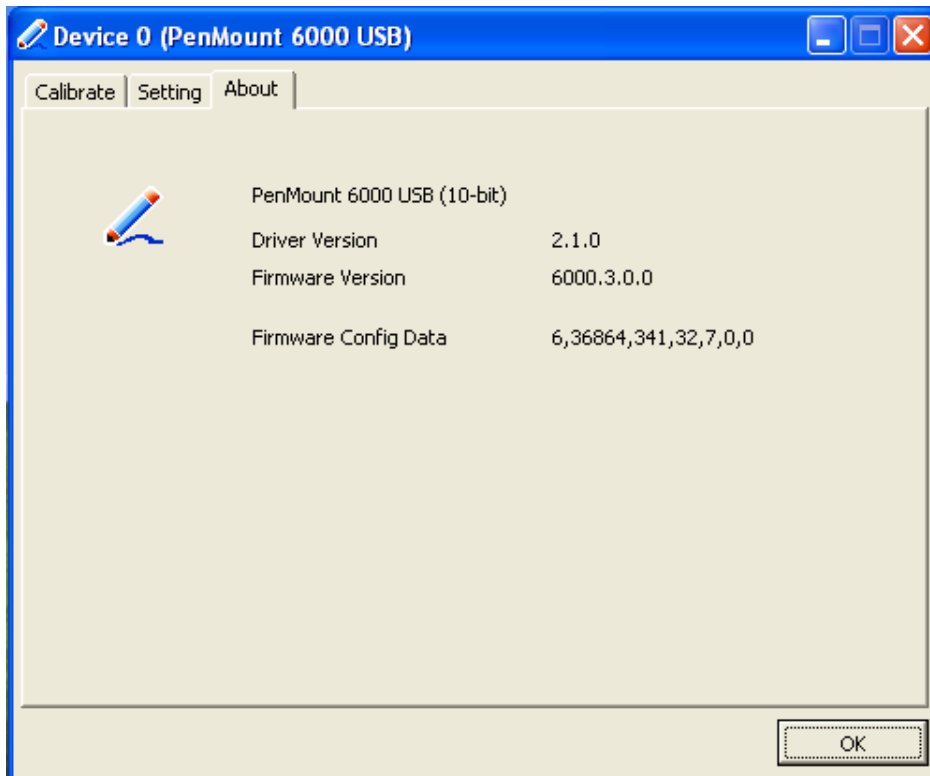 Device 0 (PenMount 6000 USB)
Calibrate Setting About
PenMount 6000 USB (10-bit)
Driver Version 2.1.0
Firmware Version 6000.3.0.0
Firmware Config Data 6,36864,341,32,7,0,0
OK